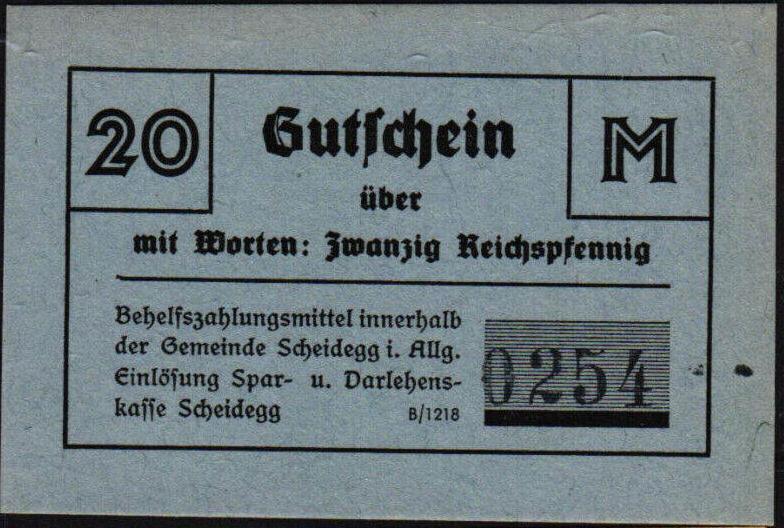 20
Gutschein
M
über
mit Worten: Zwanzig Reichspfennig
Behelfszahlungsmittel innerhalb
der Gemeinde Scheidegg i. Allg.
Einlösung Spar- u. Darlehens-
kasse Scheidegg
B/1218
0254